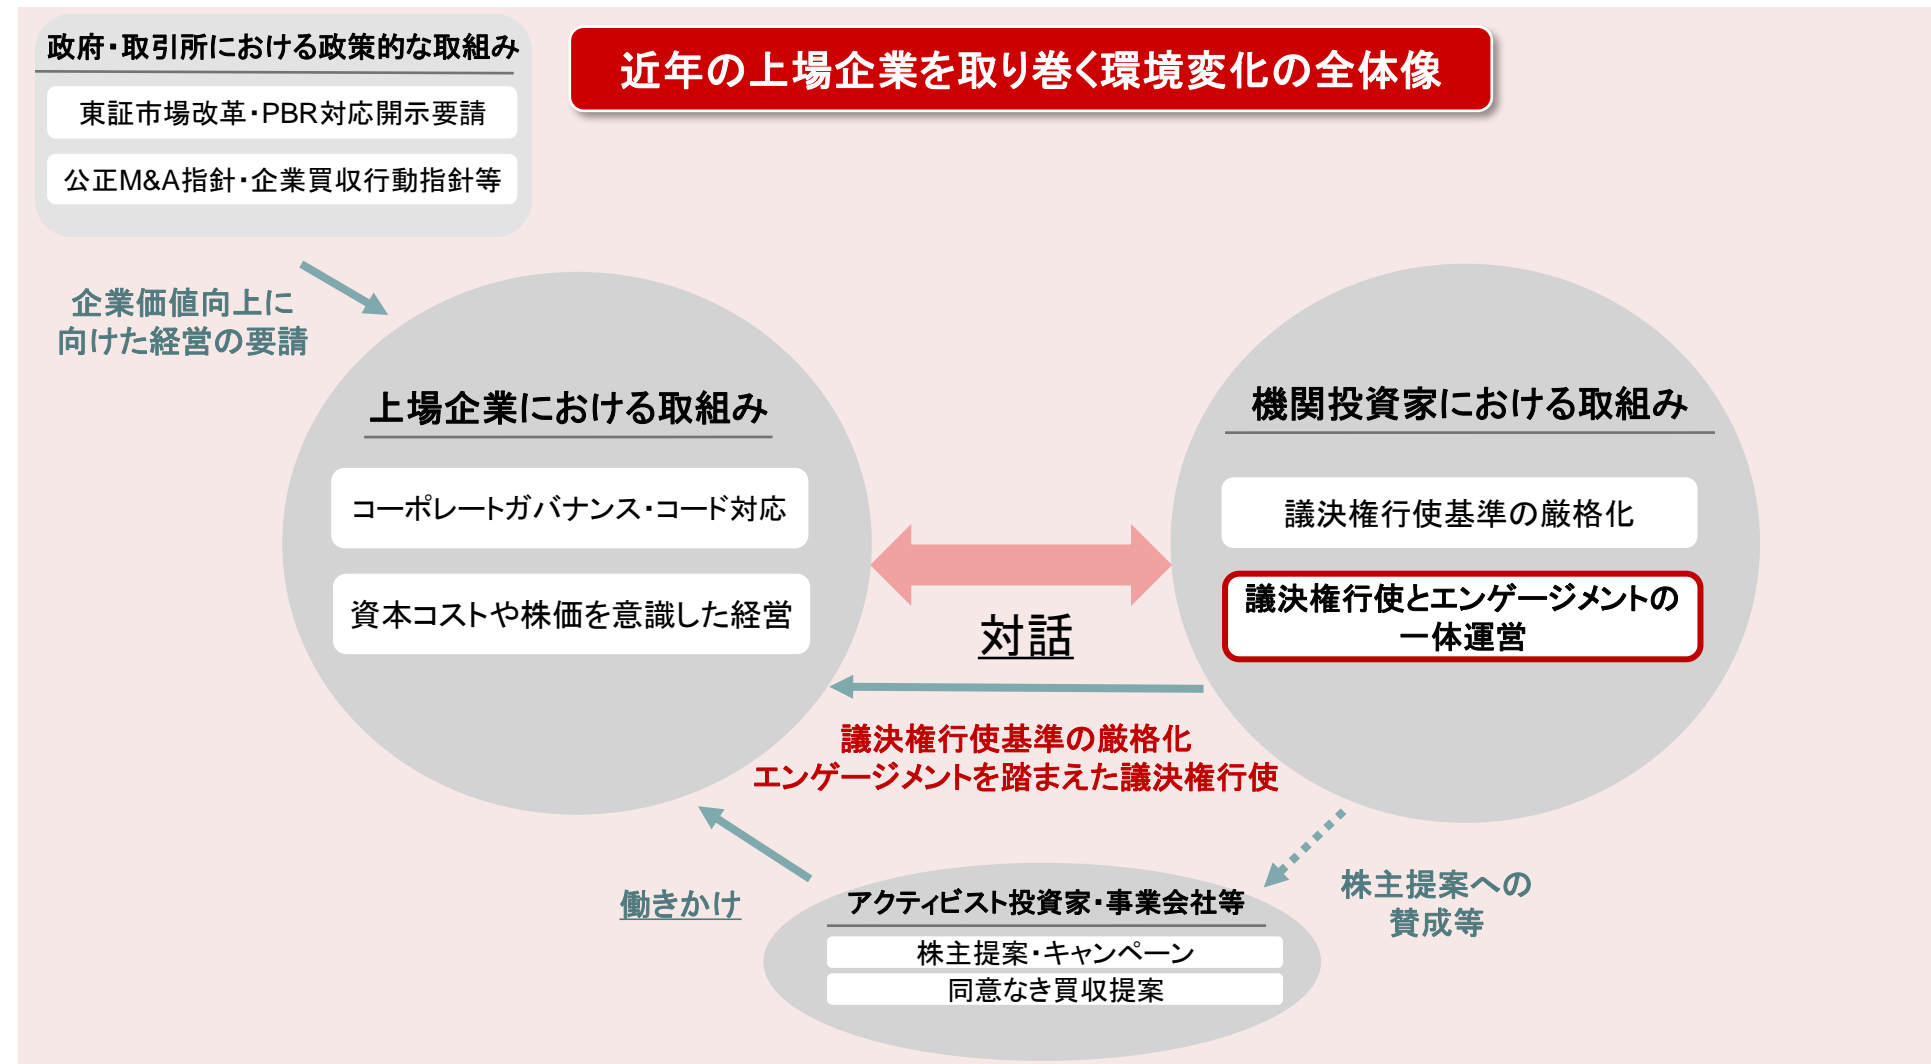 政府・取引所における政策的な取組み
東証市場改革・PBR対応開示要請
公正M&A指針・企業買収行動指針等
近年の上場企業を取り巻く環境変化の全体像
企業価値向上に
向けた経営の要請
上場企業における取組み
コーポレートガバナンス・コード対応
資本コストや株価を意識した経営
機関投資家における取組み
議決権行使基準の厳格化
議決権行使とエンゲージメントの
一体運営
対話
議決権行使基準の厳格化
エンゲージメントを踏まえた議決権行使
働きかけ
アクティビスト投資家・事業会社等
株主提案・キャンペーン
同意なき買収提案
株主提案への
賛成等